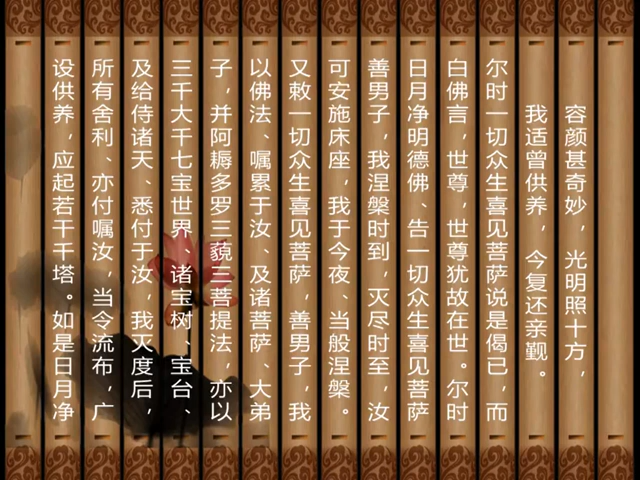 容颜甚奇妙，光明照十方，
我适曾供养，今复还亲觐。
尔时一切众生喜见菩萨说是偈已，而
白佛言，世尊，世尊犹故在世。尔时
日月净明德佛、告一切众生喜见菩萨
善男子，我涅槃时到，灭尽时至，汝
可安施床座，我于今夜、当般涅槃。
又敕一切众生喜见菩萨，善男子，我
以佛法、嘱累于汝、及诸菩萨、大弟
子，并阿耨多罗三藐三菩提法　亦以
三千大千七宝世界、诸宝树、宝台、
及给侍诸天、悉付于汝，我灭度后，
所有舍利、亦付嘱汝，当令流布，广
设供养，应起若干千塔。如是日月净